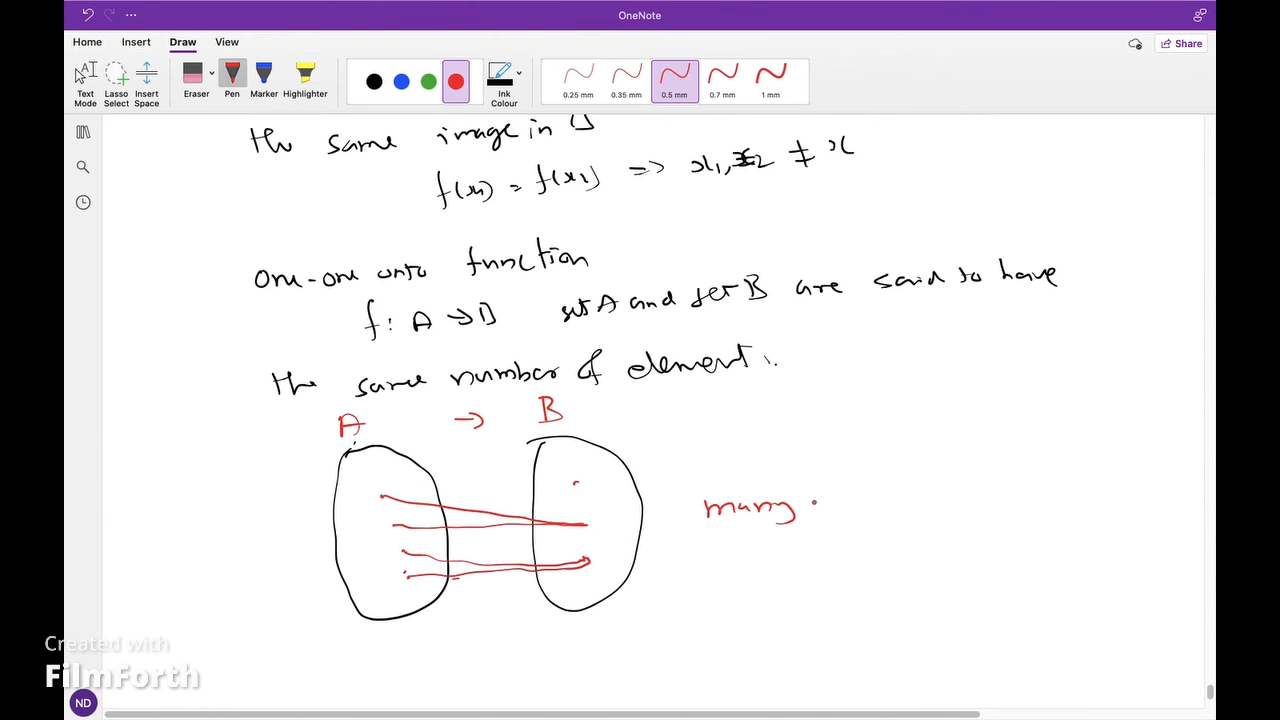 OneNote
Home Insert Draw View
Share
Text Mode Lasso Select Insert Space Eraser Pen Marker Highlighter Ink Colour 0.25 mm 0.35 mm 0.5 mm 0.7 mm 1 mm
the same image in B
f(x1) = f(x2) => x1, x2 ≠ x
one-one onto function
f: A → B set A and set B are said to have
the same number of element.
A → B
many
Created with
FilmForth
ND